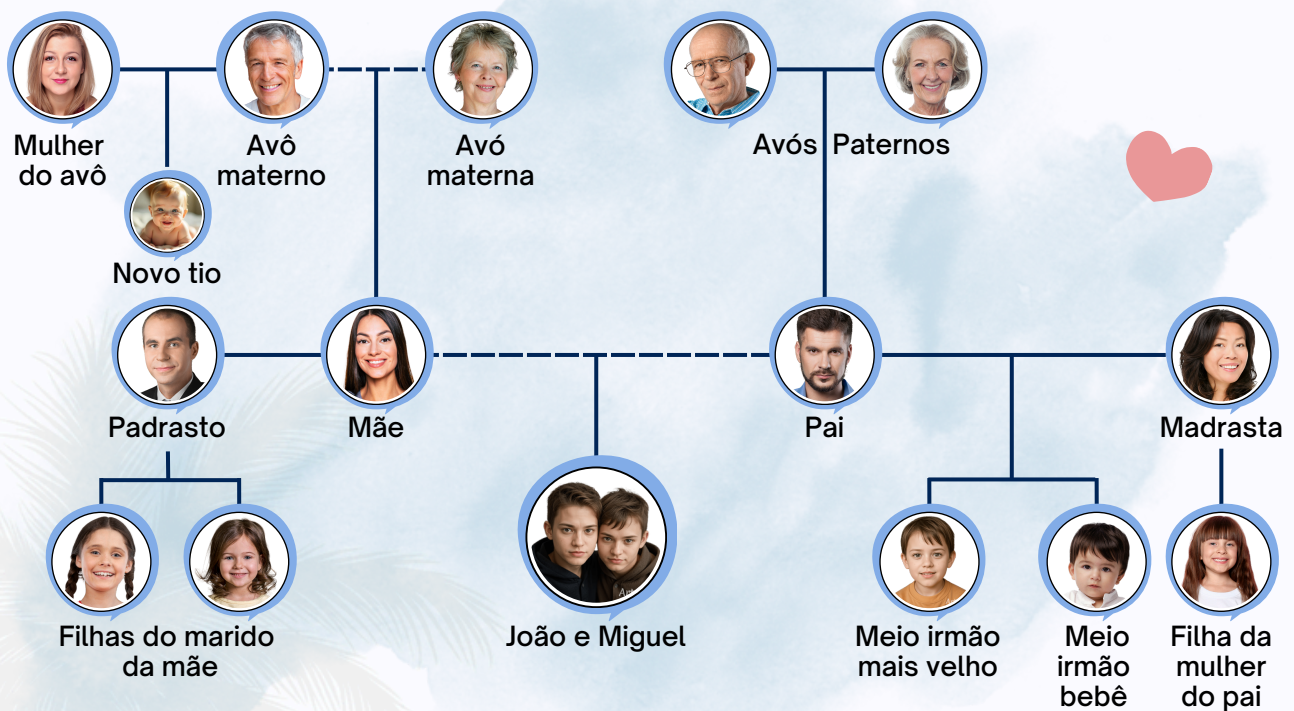 Mulher
do avô
Avô
materno
Avó
materna
Avós Paternos
Novo tio
Padrasto
Mãe
Pai
Madrasta
Filhas do marido
da mãe
João e Miguel
Meio irmão
mais velho
Meio
irmão
bebê
Filha da
mulher
do pai